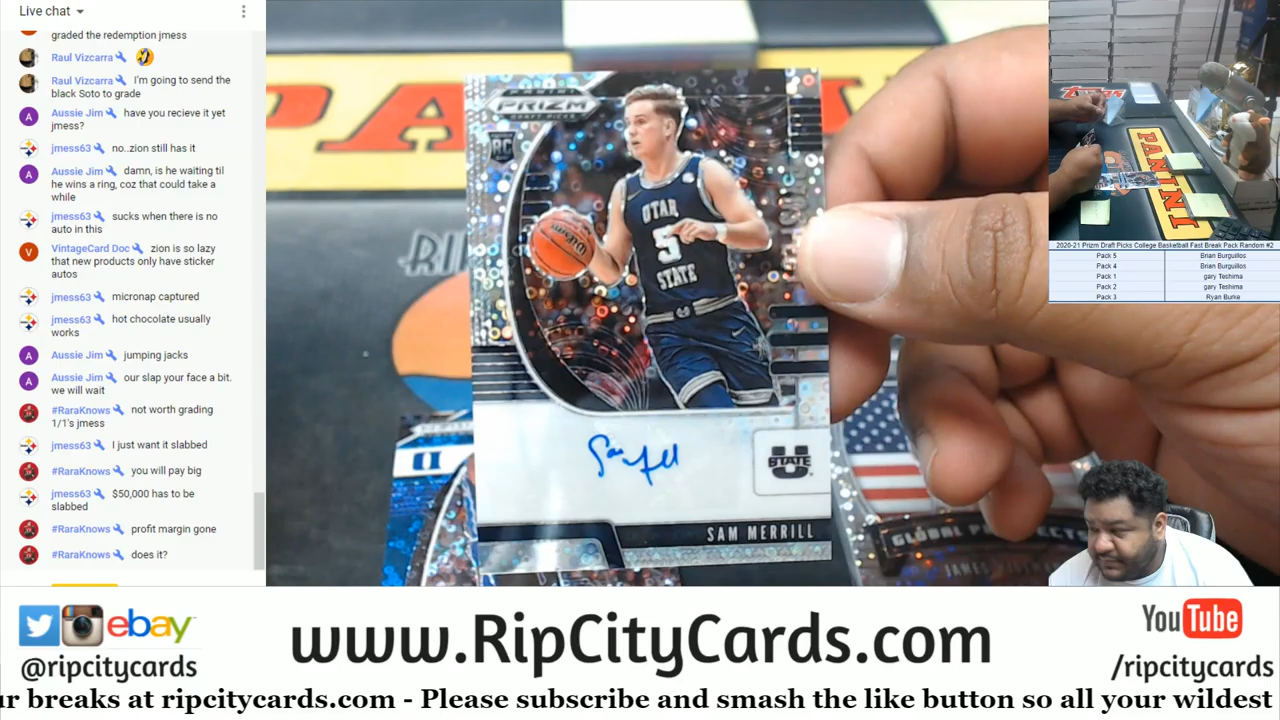 Live chat
graded the redemption jmess
Raul Vizcarra
Raul Vizcarra I'm going to send the
black Soto to grade
Aussie Jim have you recieve it yet
jmess?
jmess63 no..zion still has it
Aussie Jim damn, is he waiting til
he wins a ring, coz that could take a
while
jmess63 sucks when there is no
auto in this
VintageCard Doc zion is so lazy
that new products only have sticker
autos
jmess63 micronap captured
jmess63 hot chocolate usually
works
Aussie Jim jumping jacks
Aussie Jim our slap your face a bit.
we will wait
#RaraKnows not worth grading
1/1's jmess
jmess63 I just want it slabbed
#RaraKnows you will pay big
jmess63 $50,000 has to be
slabbed
#RaraKnows profit margin gone
#RaraKnows does it?
PANINI
PRIZM
DRAFT PICKS
RC
Wilson
UTAH
5
STATE
U
STATE
SAM MERRILL
GLOBAL
JAMES
PANINI
2020-21 Prizm Draft Picks College Basketball Fast Break Pack Random #2
Pack 5 Brian Burguillos
Pack 4 Brian Burguillos
Pack 1 gary Teshima
Pack 2 gary Teshima
Pack 3 Ryan Burke
ebay
@ripcitycards
www.RipCityCards.com
YouTube
/ripcitycards
ur breaks at ripcitycards.com - Please subscribe and smash the like button so all your wildest